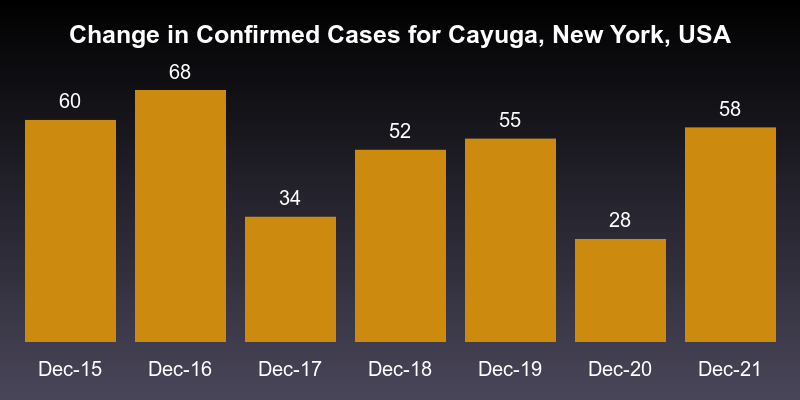 Change in Confirmed Cases for Cayuga, New York, USA
60
68
34
52
55
28
58
Dec-15
Dec-16
Dec-17
Dec-18
Dec-19
Dec-20
Dec-21